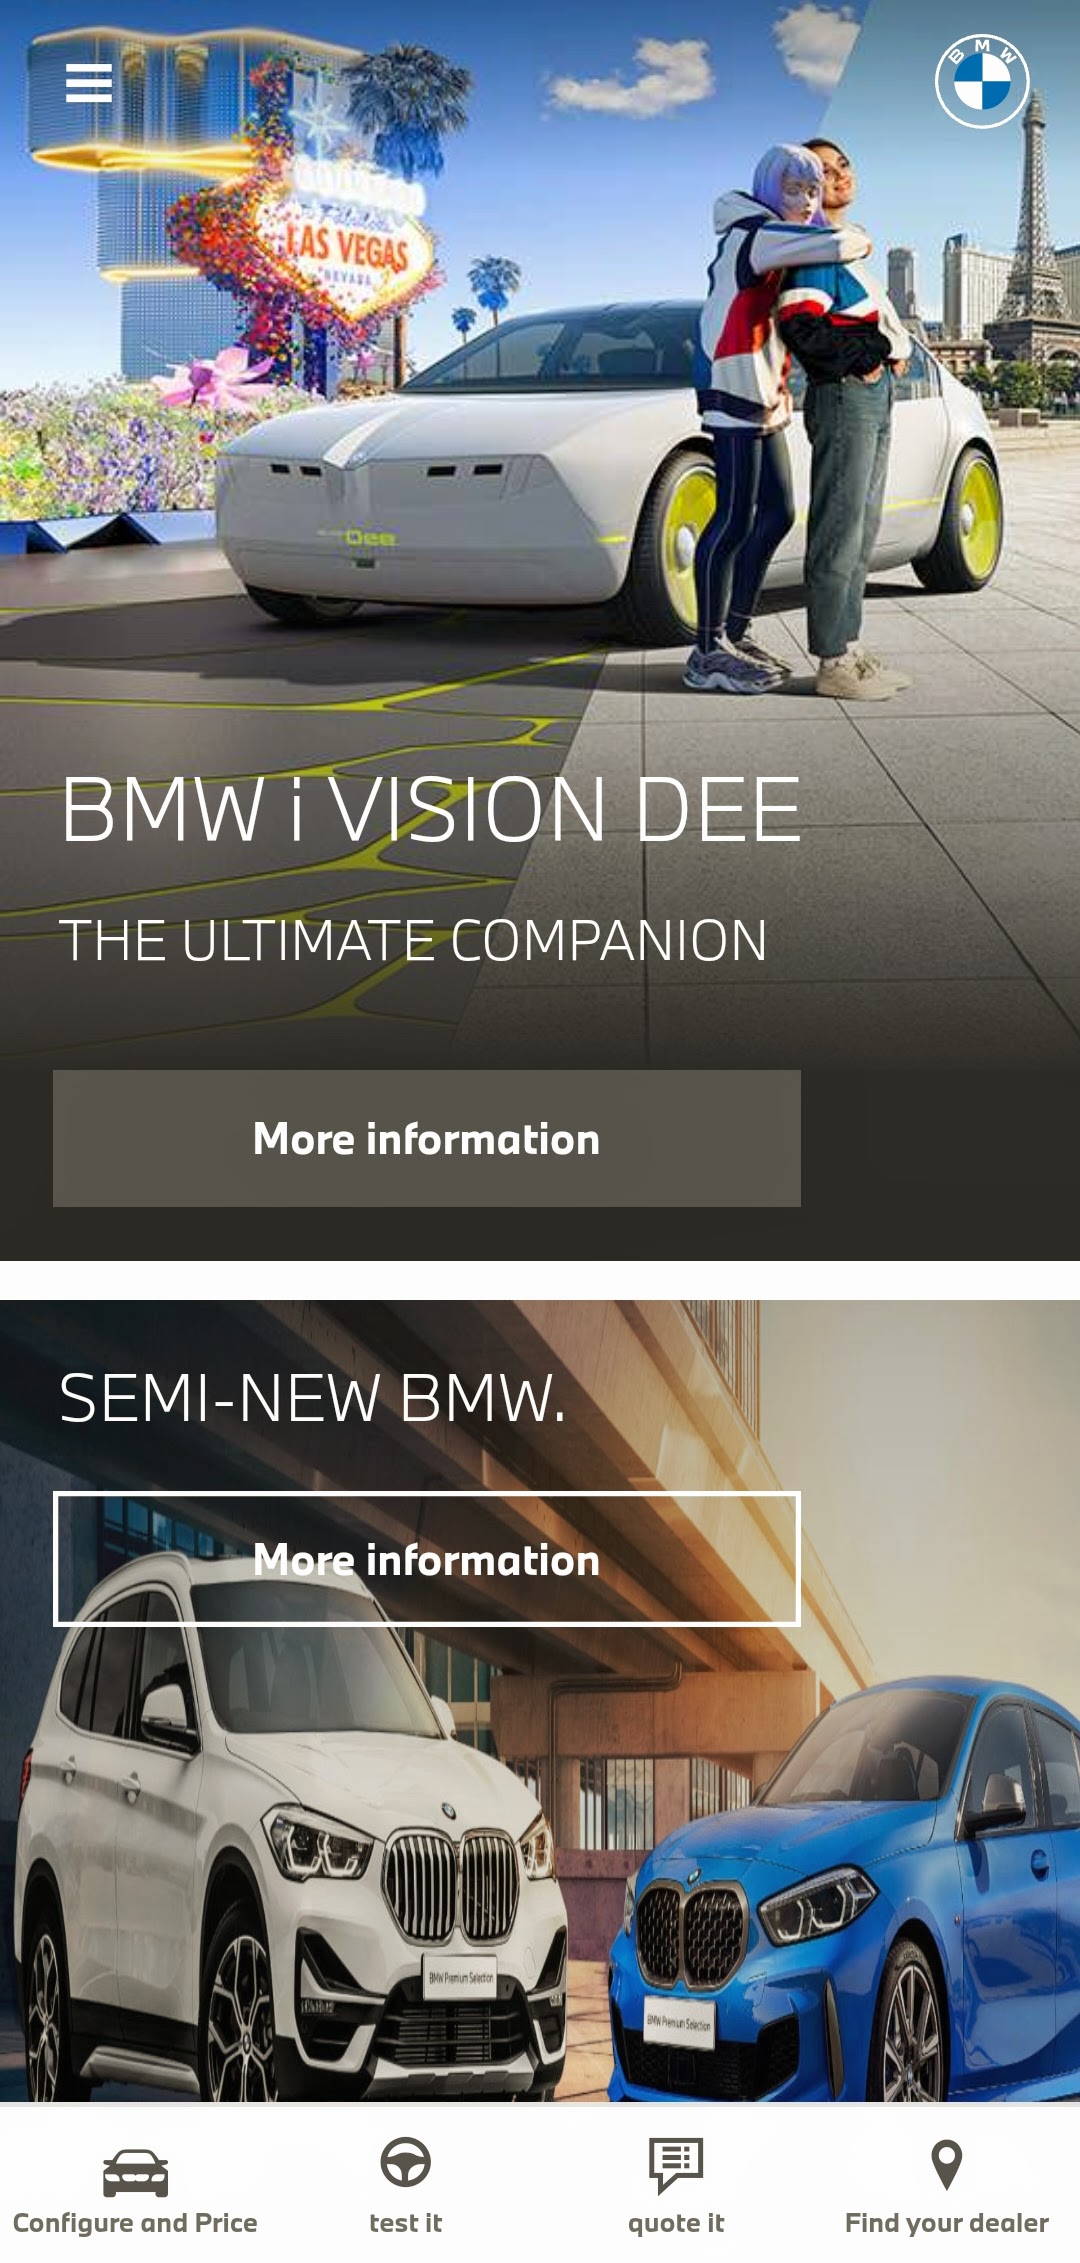 BMW
LAS VEGAS
NEVADA
Dee
BMW i VISION DEE
THE ULTIMATE COMPANION
More information
SEMI-NEW BMW.
More information
BMW Premium Selection
BMW Premium Selection
Configure and Price
test it
quote it
Find your dealer